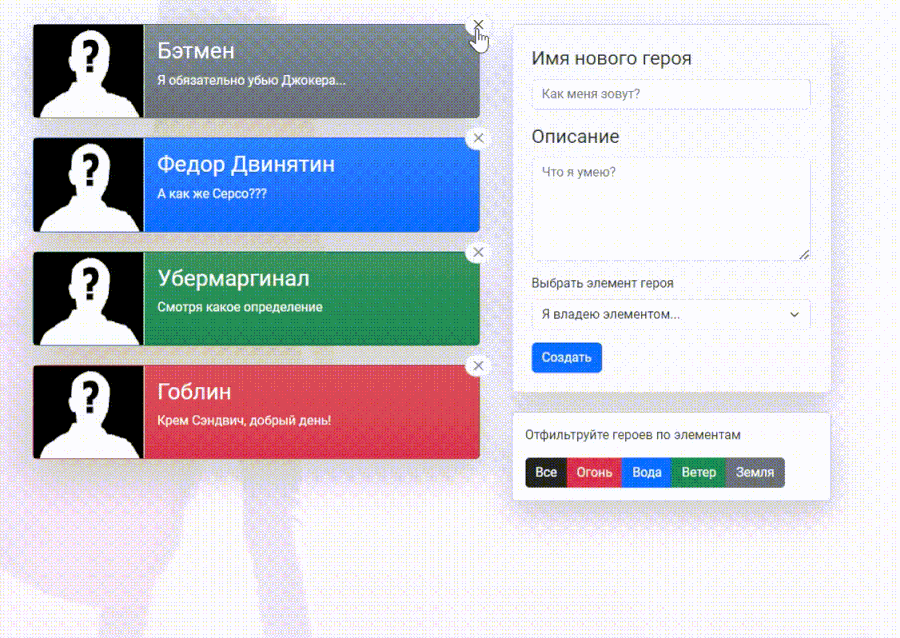 Бэтмен
Я обязательно убью Джокера...
Федор Двинятин
А как же Серсо???
Убермаргинал
Смотря какое определение
Гоблин
Крем Сэндвич, добрый день!
Имя нового героя
Как меня зовут?
Описание
Что я умею?
Выбрать элемент героя
Я владею элементом...
Создать
Отфильтруйте героев по элементам
Все Огонь Вода Ветер Земля